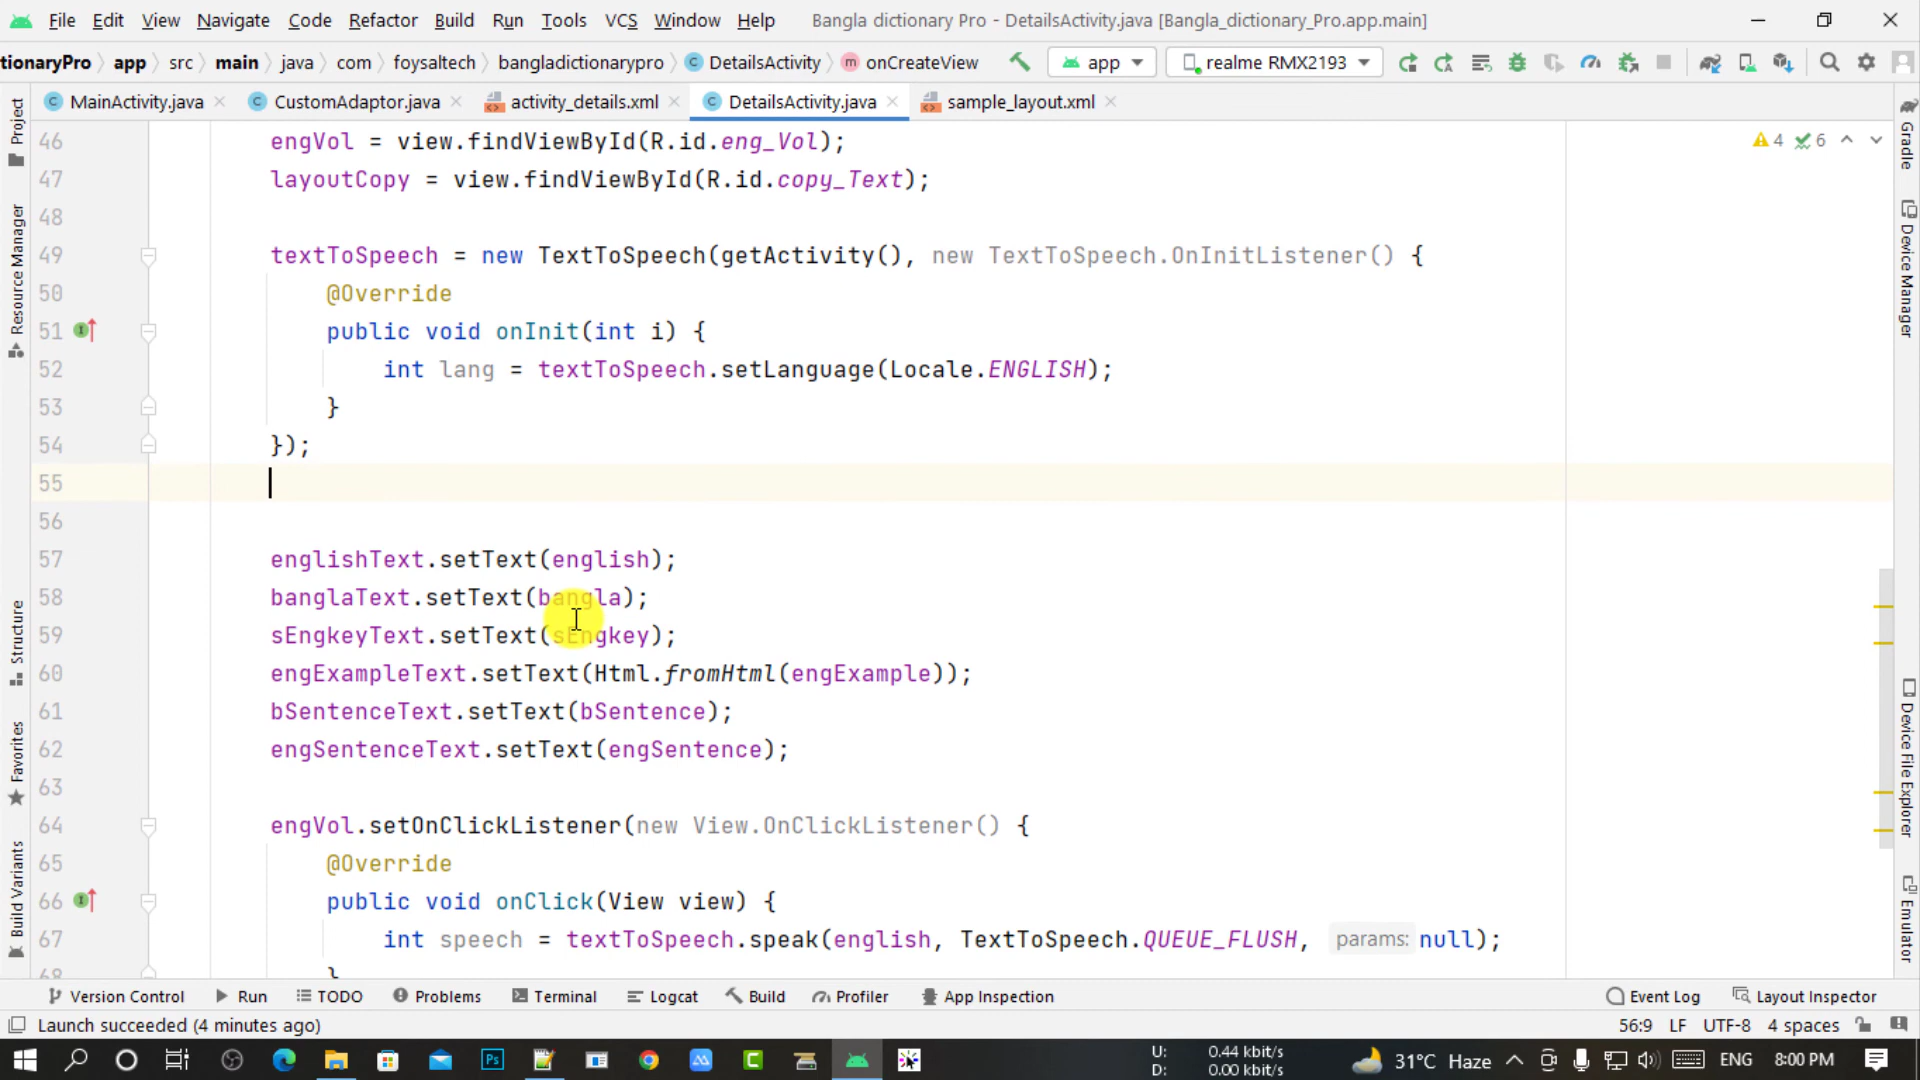 File Edit View Navigate Code Refactor Build Run Tools VCS Window Help Bangla dictionary Pro - DetailsActivity.java [Bangla_dictionary_Pro.app.main]
tionaryPro app src main java com foysaltech bangladictionarypro DetailsActivity onCreateView app realme RMX2193
MainActivity.java CustomAdaptor.java activity_details.xml DetailsActivity.java sample_layout.xml
46 engVol = view.findViewById(R.id.eng_Vol); 4 6
47 layoutCopy = view.findViewById(R.id.copy_Text);
48
49 textToSpeech = new TextToSpeech(getActivity(), new TextToSpeech.OnInitListener() {
50 @Override
51 public void onInit(int i) {
52 int lang = textToSpeech.setLanguage(Locale.ENGLISH);
53 }
54 });
55
56
57 englishText.setText(english);
58 banglaText.setText(bangla);
59 sEngkeyText.setText(sEngkey);
60 engExampleText.setText(Html.fromHtml(engExample));
61 bSentenceText.setText(bSentence);
62 engSentenceText.setText(engSentence);
63
64 engVol.setOnClickListener(new View.OnClickListener() {
65 @Override
66 public void onClick(View view) {
67 int speech = textToSpeech.speak(english, TextToSpeech.QUEUE_FLUSH, params: null);
68 }
Project
Resource Manager
Structure
Favorites
Build Variants
Gradle
Device Manager
Device File Explorer
Emulator
Version Control Run TODO Problems Terminal Logcat Build Profiler App Inspection Event Log Layout Inspector
Launch succeeded (4 minutes ago) 56:9 LF UTF-8 4 spaces
U: 0.44 kbit/s
D: 0.00 kbit/s
31°C Haze ENG 8:00 PM